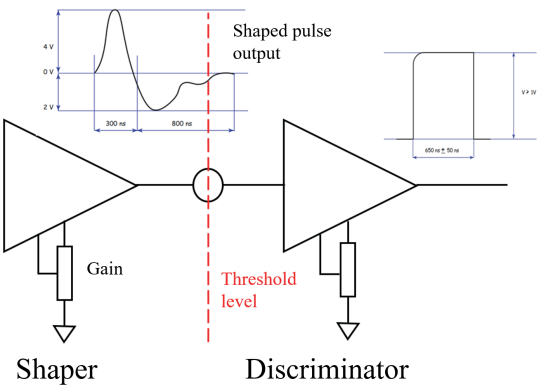 Shaped pulse
output
4 V
0 V
2 V
300 ns
800 ns
V > 1V
650 ns ± 50 ns
Gain
Threshold
level
Shaper
Discriminator